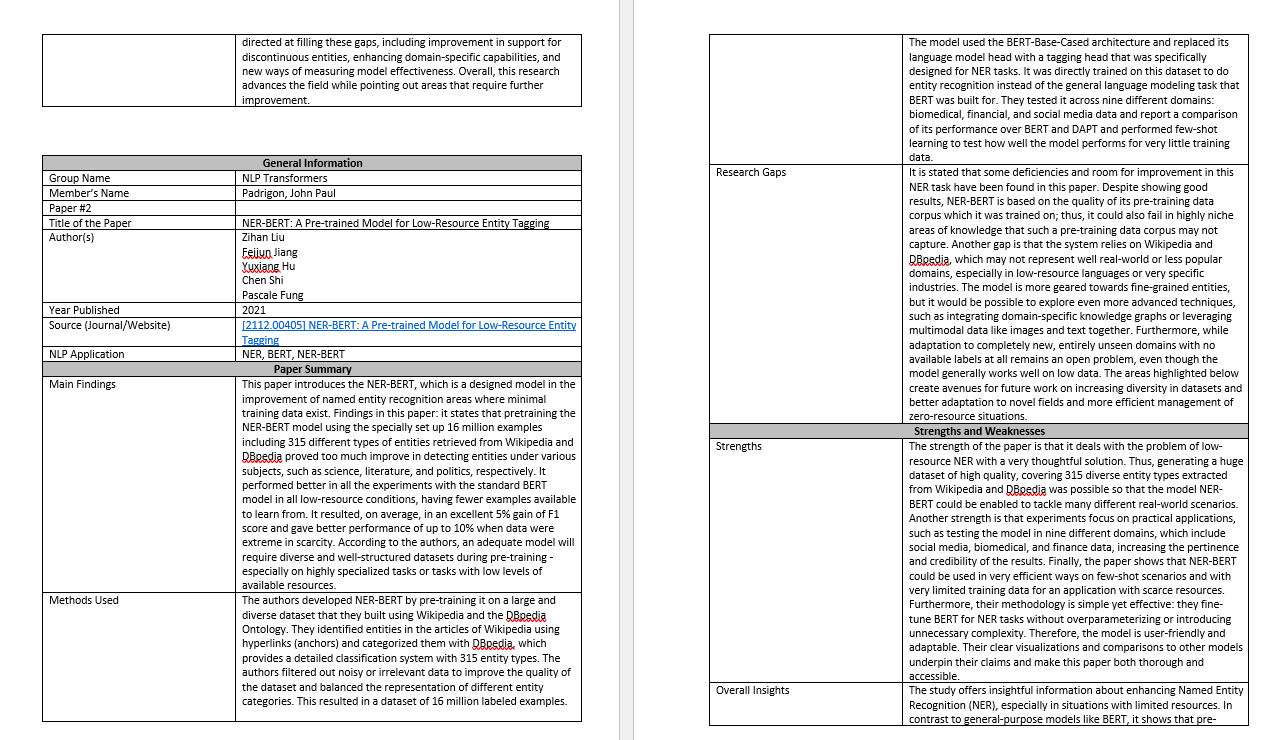 directed at filling these gaps, including improvement in support for
discontinuous entities, enhancing domain-specific capabilities, and
new ways of measuring model effectiveness. Overall, this research
advances the field while pointing out areas that require further
improvement.
General Information
Group Name NLP Transformers
Member's Name Padrigon, John Paul
Paper #2
Title of the Paper NER-BERT: A Pre-trained Model for Low-Resource Entity Tagging
Author(s) Zihan Liu
Feijun Jiang
Yuxiang Hu
Chen Shi
Pascale Fung
Year Published 2021
Source (Journal/Website) [2112.00405] NER-BERT: A Pre-trained Model for Low-Resource Entity
Tagging
NLP Application NER, BERT, NER-BERT
Paper Summary
Main Findings This paper introduces the NER-BERT, which is a designed model in the
improvement of named entity recognition areas where minimal
training data exist. Findings in this paper: it states that pretraining the
NER-BERT model using the specially set up 16 million examples
including 315 different types of entities retrieved from Wikipedia and
DBpedia proved too much improve in detecting entities under various
subjects, such as science, literature, and politics, respectively. It
performed better in all the experiments with the standard BERT
model in all low-resource conditions, having fewer examples available
to learn from. It resulted, on average, in an excellent 5% gain of F1
score and gave better performance of up to 10% when data were
extreme in scarcity. According to the authors, an adequate model will
require diverse and well-structured datasets during pre-training -
especially on highly specialized tasks or tasks with low levels of
available resources.
Methods Used The authors developed NER-BERT by pre-training it on a large and
diverse dataset that they built using Wikipedia and the DBpedia
Ontology. They identified entities in the articles of Wikipedia using
hyperlinks (anchors) and categorized them with DBpedia, which
provides a detailed classification system with 315 entity types. The
authors filtered out noisy or irrelevant data to improve the quality of
the dataset and balanced the representation of different entity
categories. This resulted in a dataset of 16 million labeled examples.
The model used the BERT-Base-Cased architecture and replaced its
language model head with a tagging head that was specifically
designed for NER tasks. It was directly trained on this dataset to do
entity recognition instead of the general language modeling task that
BERT was built for. They tested it across nine different domains:
biomedical, financial, and social media data and report a comparison
of its performance over BERT and DAPT and performed few-shot
learning to test how well the model performs for very little training
data.
Research Gaps It is stated that some deficiencies and room for improvement in this
NER task have been found in this paper. Despite showing good
results, NER-BERT is based on the quality of its pre-training data
corpus which it was trained on; thus, it could also fail in highly niche
areas of knowledge that such a pre-training data corpus may not
capture. Another gap is that the system relies on Wikipedia and
DBpedia, which may not represent well real-world or less popular
domains, especially in low-resource languages or very specific
industries. The model is more geared towards fine-grained entities,
but it would be possible to explore even more advanced techniques,
such as integrating domain-specific knowledge graphs or leveraging
multimodal data like images and text together. Furthermore, while
adaptation to completely new, entirely unseen domains with no
available labels at all remains an open problem, even though the
model generally works well on low data. The areas highlighted below
create avenues for future work on increasing diversity in datasets and
better adaptation to novel fields and more efficient management of
zero-resource situations.
Strengths and Weaknesses
Strengths The strength of the paper is that it deals with the problem of low-
resource NER with a very thoughtful solution. Thus, generating a huge
dataset of high quality, covering 315 diverse entity types extracted
from Wikipedia and DBpedia was possible so that the model NER-
BERT could be enabled to tackle many different real-world scenarios.
Another strength is that experiments focus on practical applications,
such as testing the model in nine different domains, which include
social media, biomedical, and finance data, increasing the pertinence
and credibility of the results. Finally, the paper shows that NER-BERT
could be used in very efficient ways on few-shot scenarios and with
very limited training data for an application with scarce resources.
Furthermore, their methodology is simple yet effective: they fine-
tune BERT for NER tasks without overparameterizing or introducing
unnecessary complexity. Therefore, the model is user-friendly and
adaptable. Their clear visualizations and comparisons to other models
underpin their claims and make this paper both thorough and
accessible.
Overall Insights The study offers insightful information about enhancing Named Entity
Recognition (NER), especially in situations with limited resources. In
contrast to general-purpose models like BERT, it shows that pre-